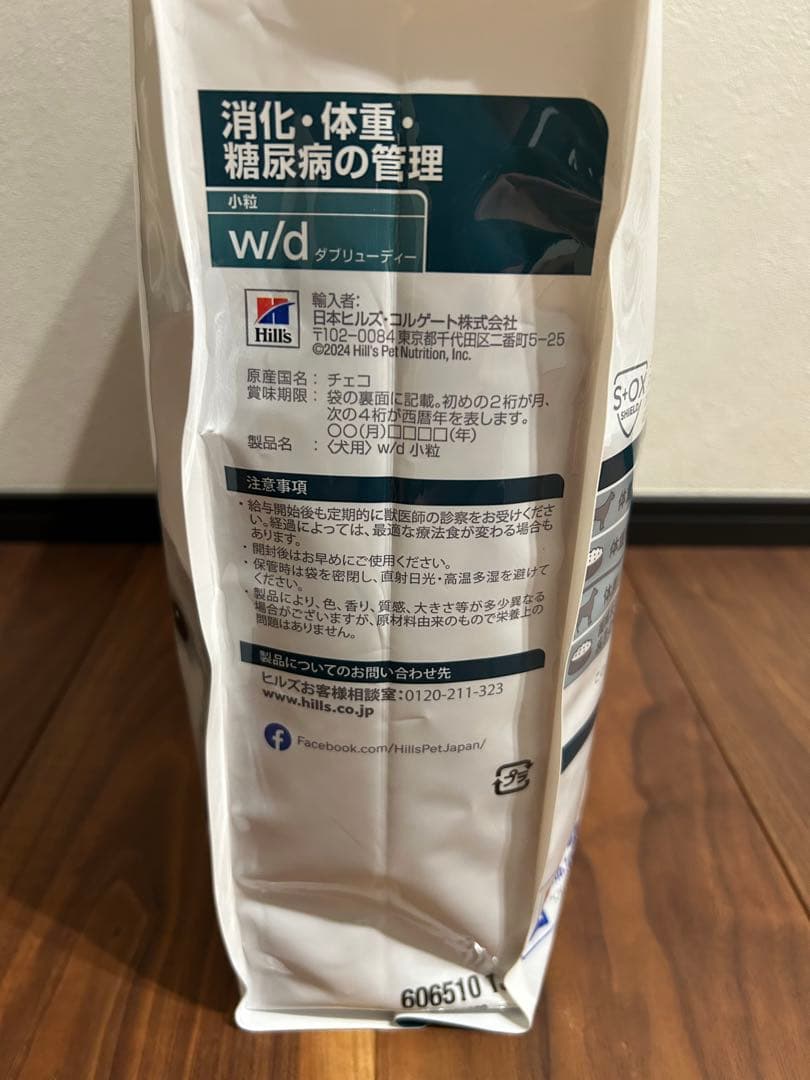 消化・体重・
糖尿病の管理
小粒
w/d ダブリューディー
Hill's
輸入者:
日本ヒルズ・コルゲート株式会社
〒102-0084 東京都千代田区二番町5-25
©2024 Hill's Pet Nutrition, Inc.
原産国名: チェコ
賞味期限: 袋の裏面に記載。初めの2桁が月、
次の4桁が西暦年を表します。
〇〇(月)□□□□(年)
製品名: 〈犬用〉w/d 小粒
注意事項
・給与開始後も定期的に獣医師の診察をお受けくださ
い。経過によっては、最適な療法食が変わる場合も
あります。
・開封後はお早めにご使用ください。
・保管時は袋を密閉し、直射日光・高温多湿を避けて
ください。
・製品により、色、香り、質感、大きさ等が多少異なる
場合がございますが、原材料由来のもので栄養上の
問題はありません。
製品についてのお問い合わせ先
ヒルズお客様相談室:0120-211-323
www.hills.co.jp
Facebook.com/HillsPetJapan/
プラ
606510 1
S+OX
SHIELD
体
体
体